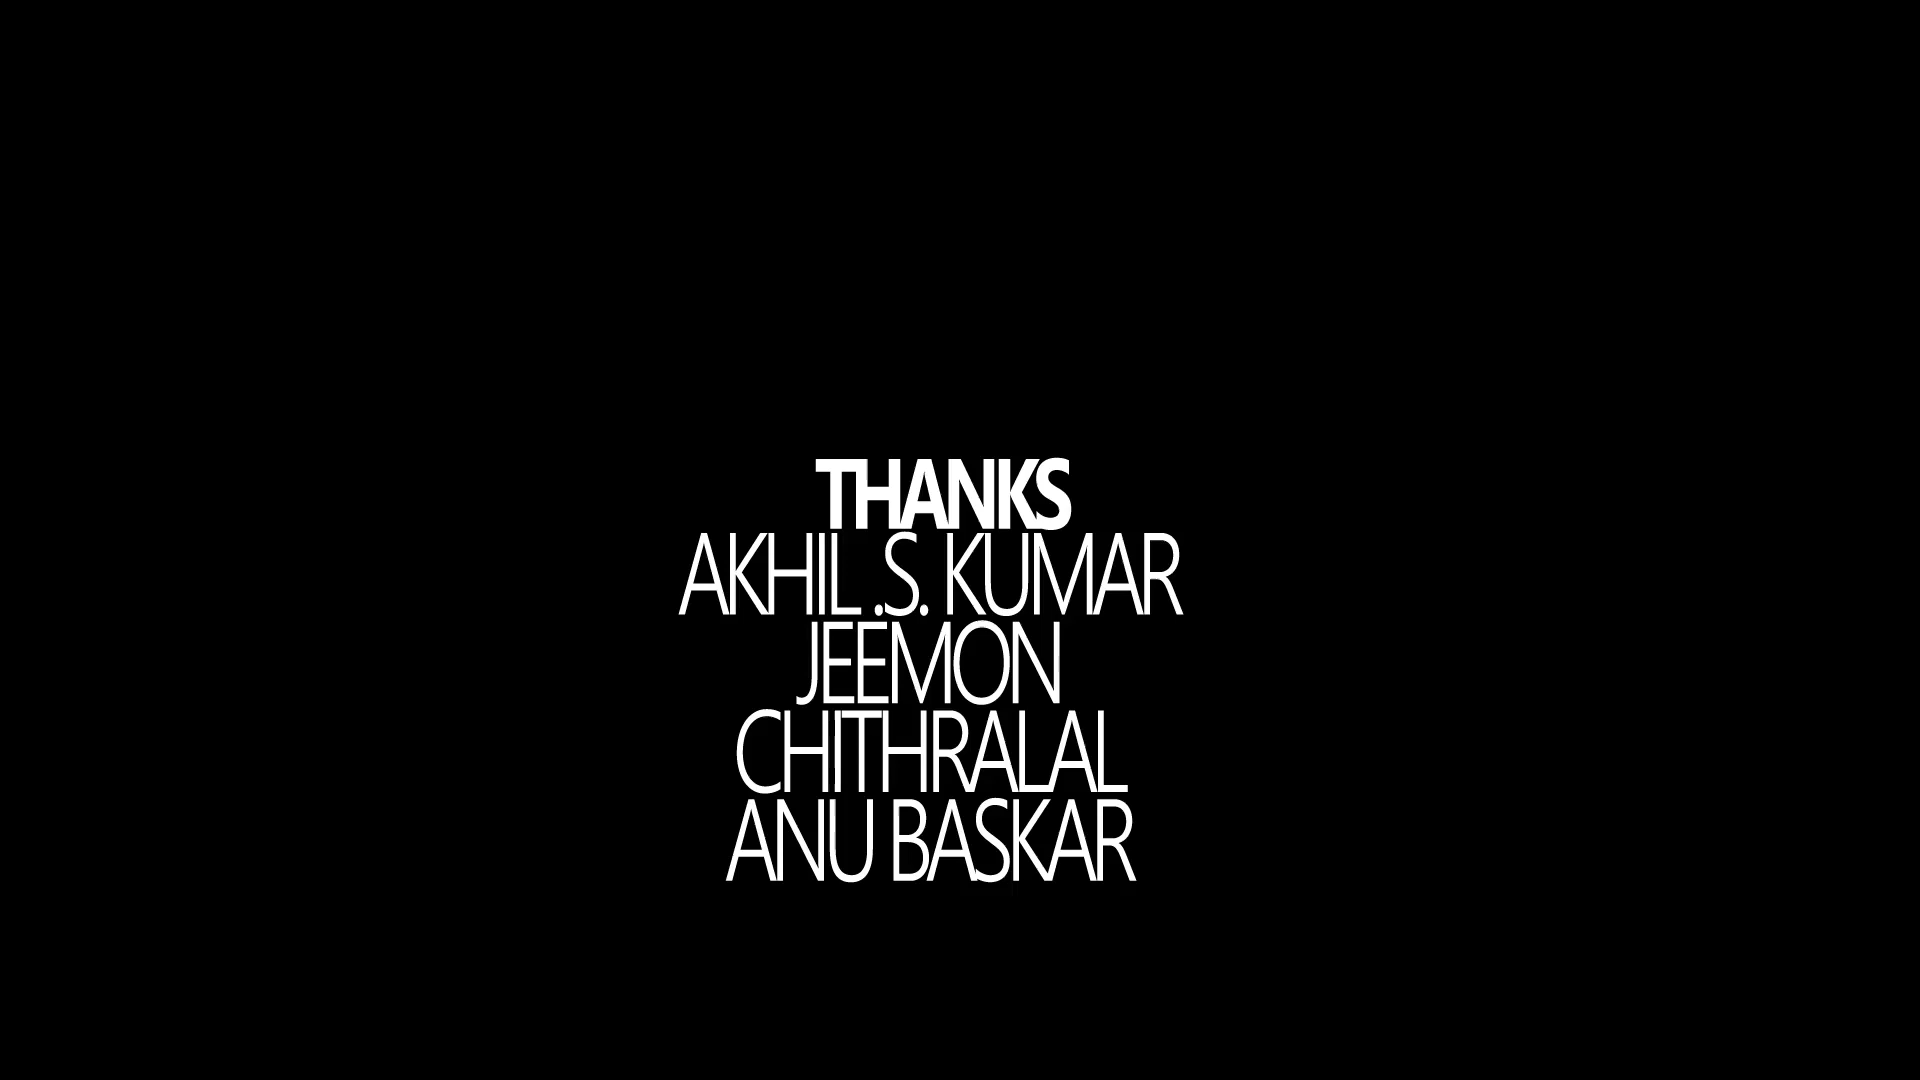 THANKS
AKHIL .S. KUMAR
JEEMON
CHITHRALAL
ANU BASKAR